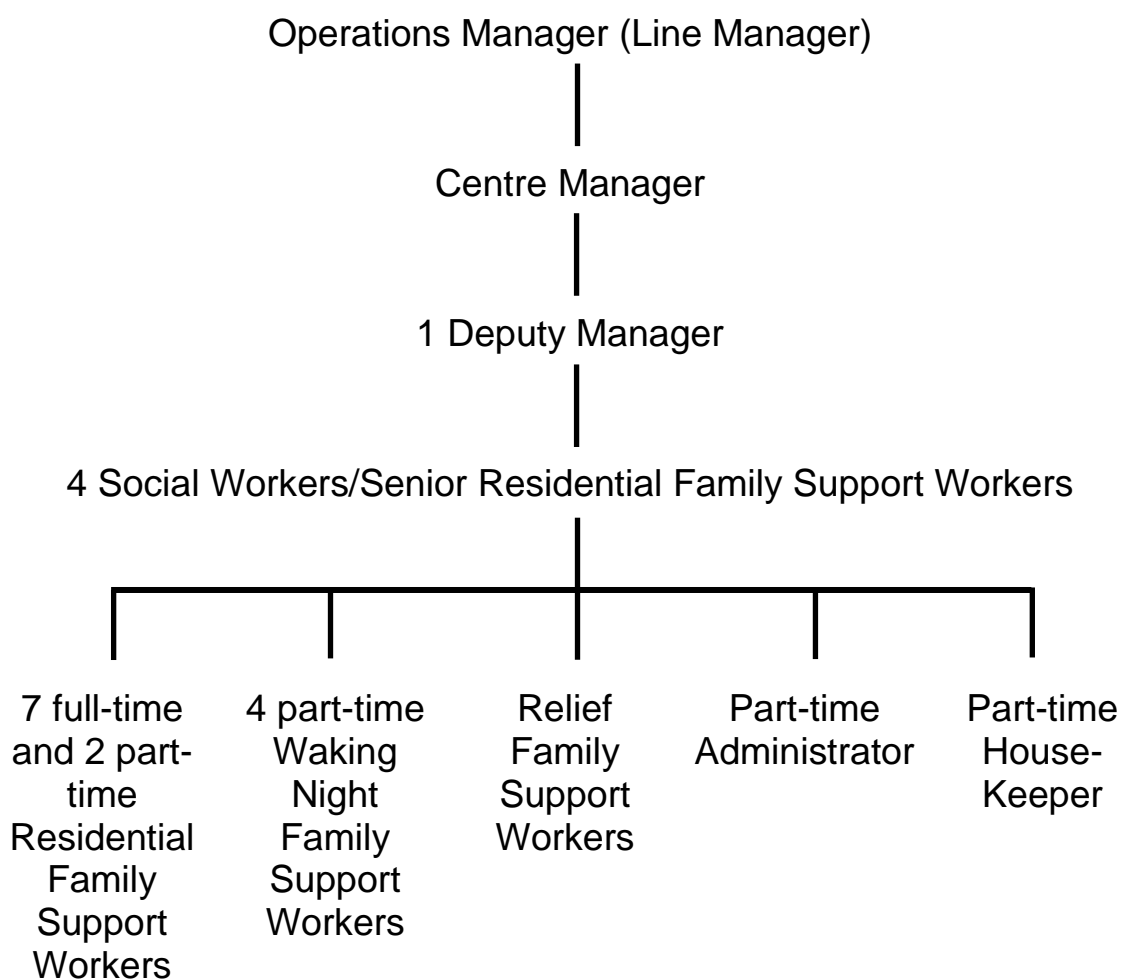 Operations Manager (Line Manager)
Centre Manager
1 Deputy Manager
4 Social Workers/Senior Residential Family Support Workers
7 full-time
and 2 part-
time
Residential
Family
Support
Workers
4 part-time
Waking
Night
Family
Support
Workers
Relief
Family
Support
Workers
Part-time
Administrator
Part-time
House-
Keeper